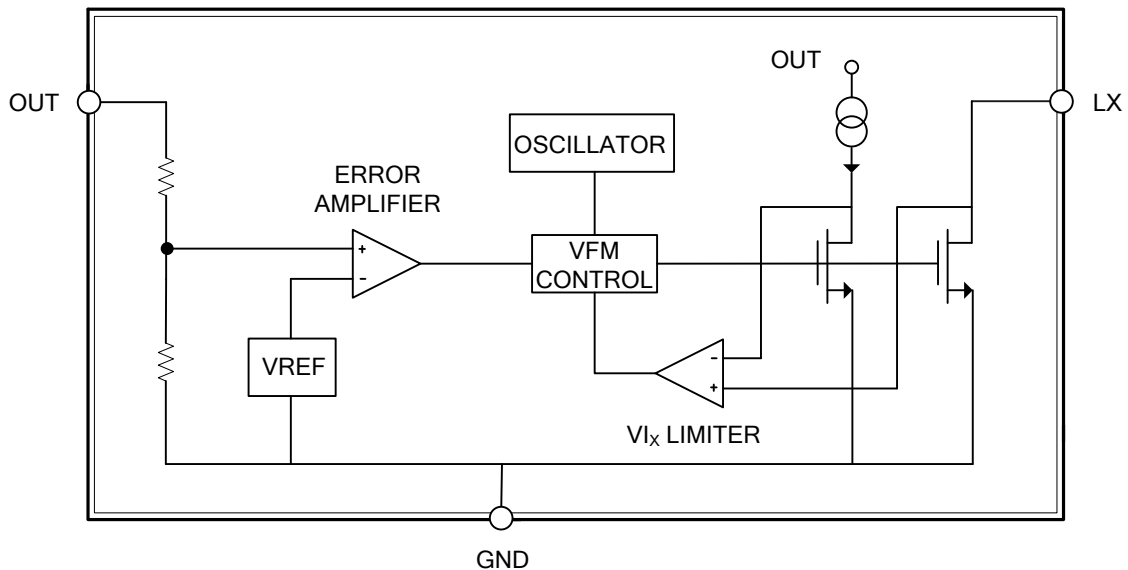 OUT
OUT
LX
OSCILLATOR
ERROR
AMPLIFIER
+
-
VFM
CONTROL
VREF
-
+
VIX LIMITER
GND